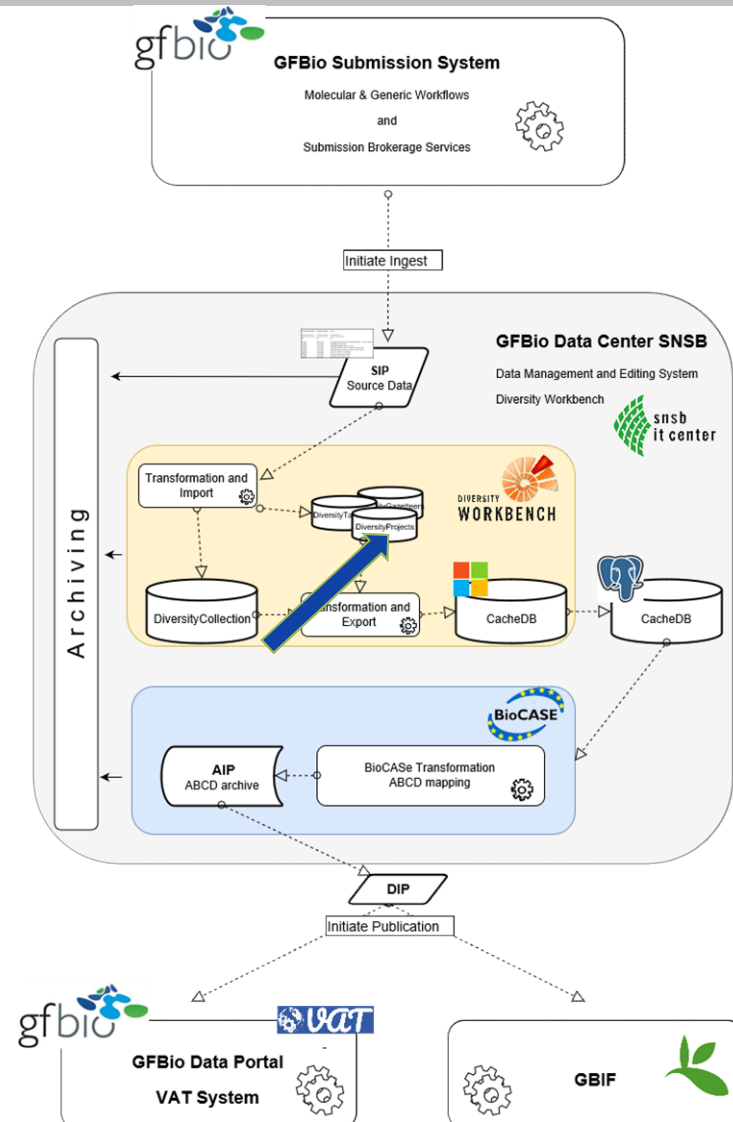 gfbio
GFBio Submission System
Molecular & Generic Workflows
and
Submission Brokerage Services
Initiate Ingest
SIP
Source Data
GFBio Data Center SNSB
Data Management and Editing System
Diversity Workbench
snsb
it center
Archiving
Transformation and
Import
DiversityProjects
DIVERSITY
WORKBENCH
DiversityCollection
and
Export
CacheDB
CacheDB
BioCASE
AIP
ABCD archive
BioCASe Transformation
ABCD mapping
DIP
Initiate Publication
gfbio
VAT
GFBio Data Portal
VAT System
GBIF